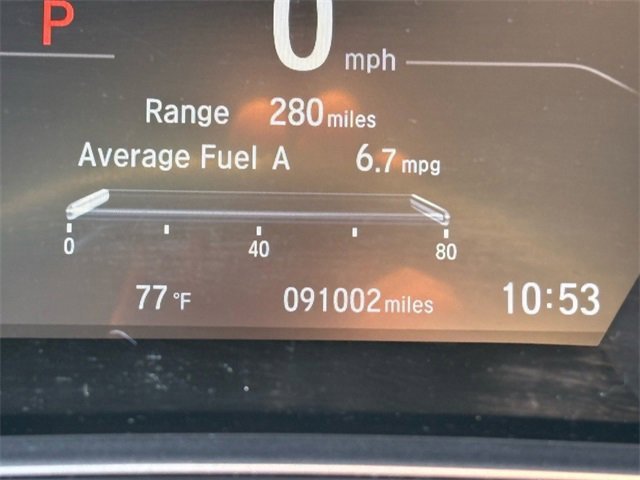 P
0 mph
Range 280 miles
Average Fuel A 6.7 mpg
0 40 80
77 °F 091002 miles 10:53